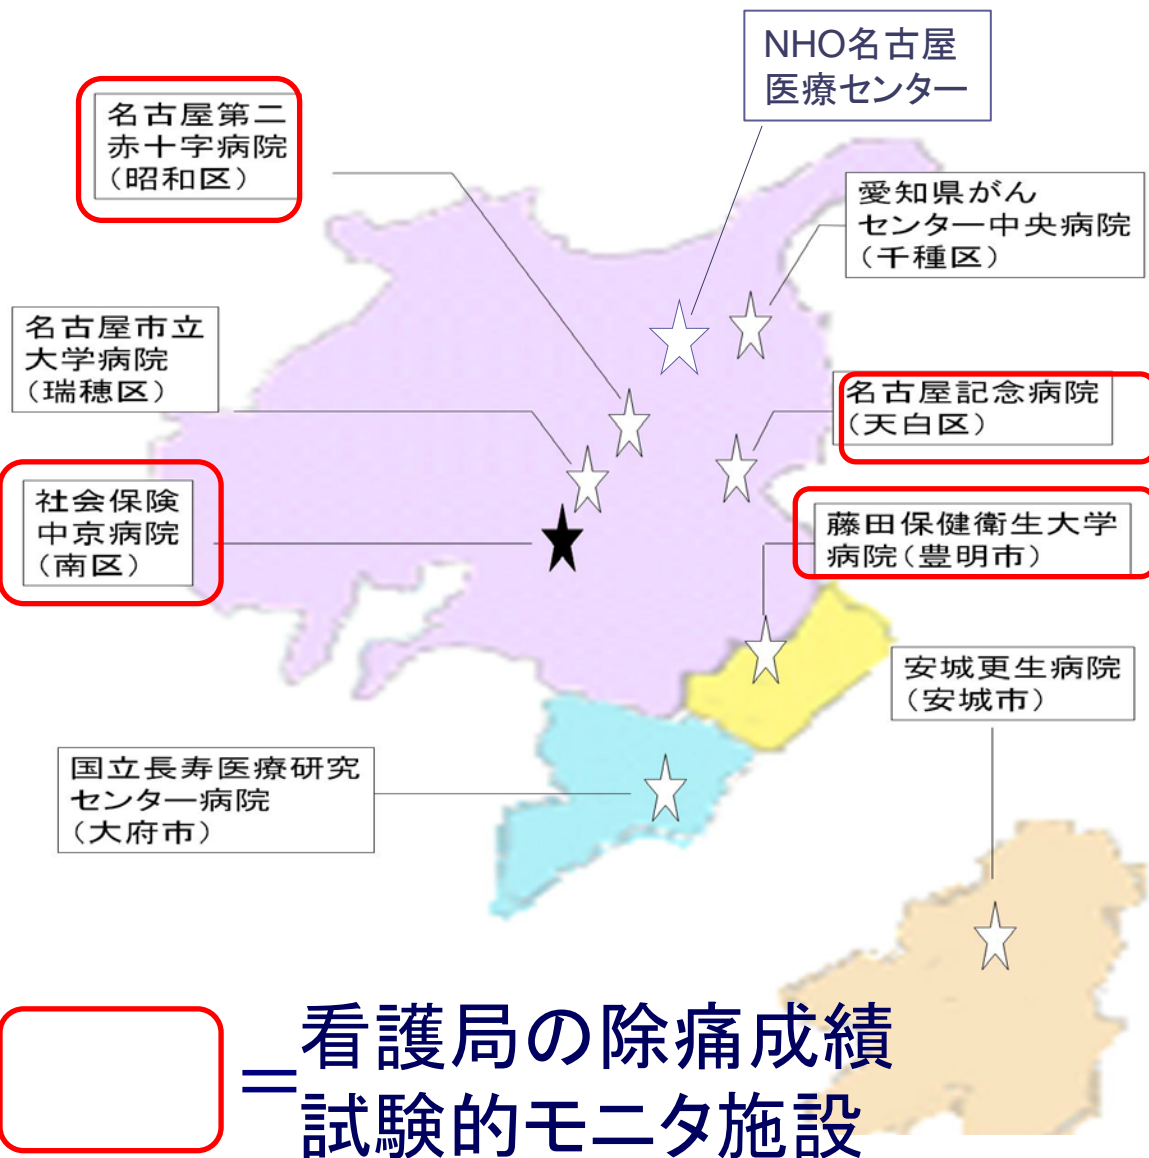 NHO名古屋
医療センター
名古屋第二
赤十字病院
(昭和区)
愛知県がん
センター中央病院
(千種区)
名古屋市立
大学病院
(瑞穂区)
名古屋記念病院
(天白区)
社会保険
中京病院
(南区)
藤田保健衛生大学
病院(豊明市)
安城更生病院
(安城市)
国立長寿医療研究
センター病院
(大府市)
=看護局の除痛成績
試験的モニタ施設